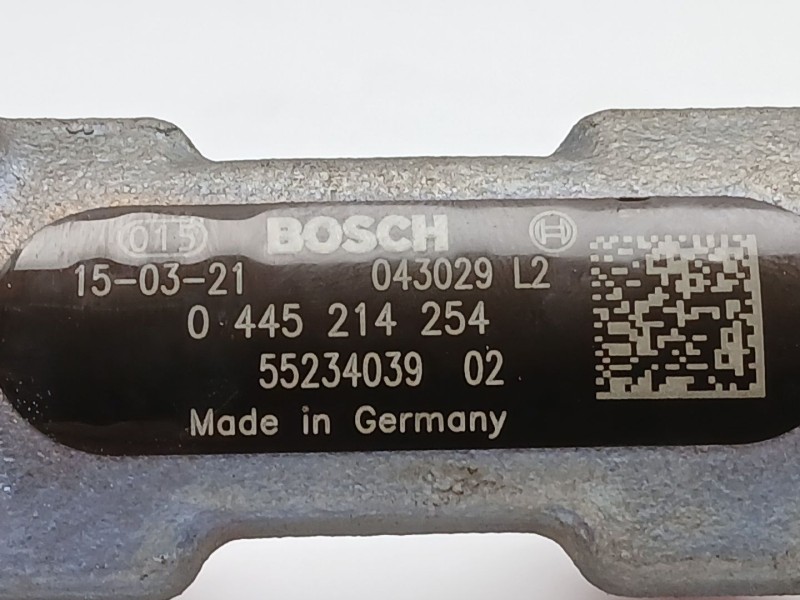 015 BOSCH
15-03-21 043029 L2
0 445 214 254
55234039 02
Made in Germany